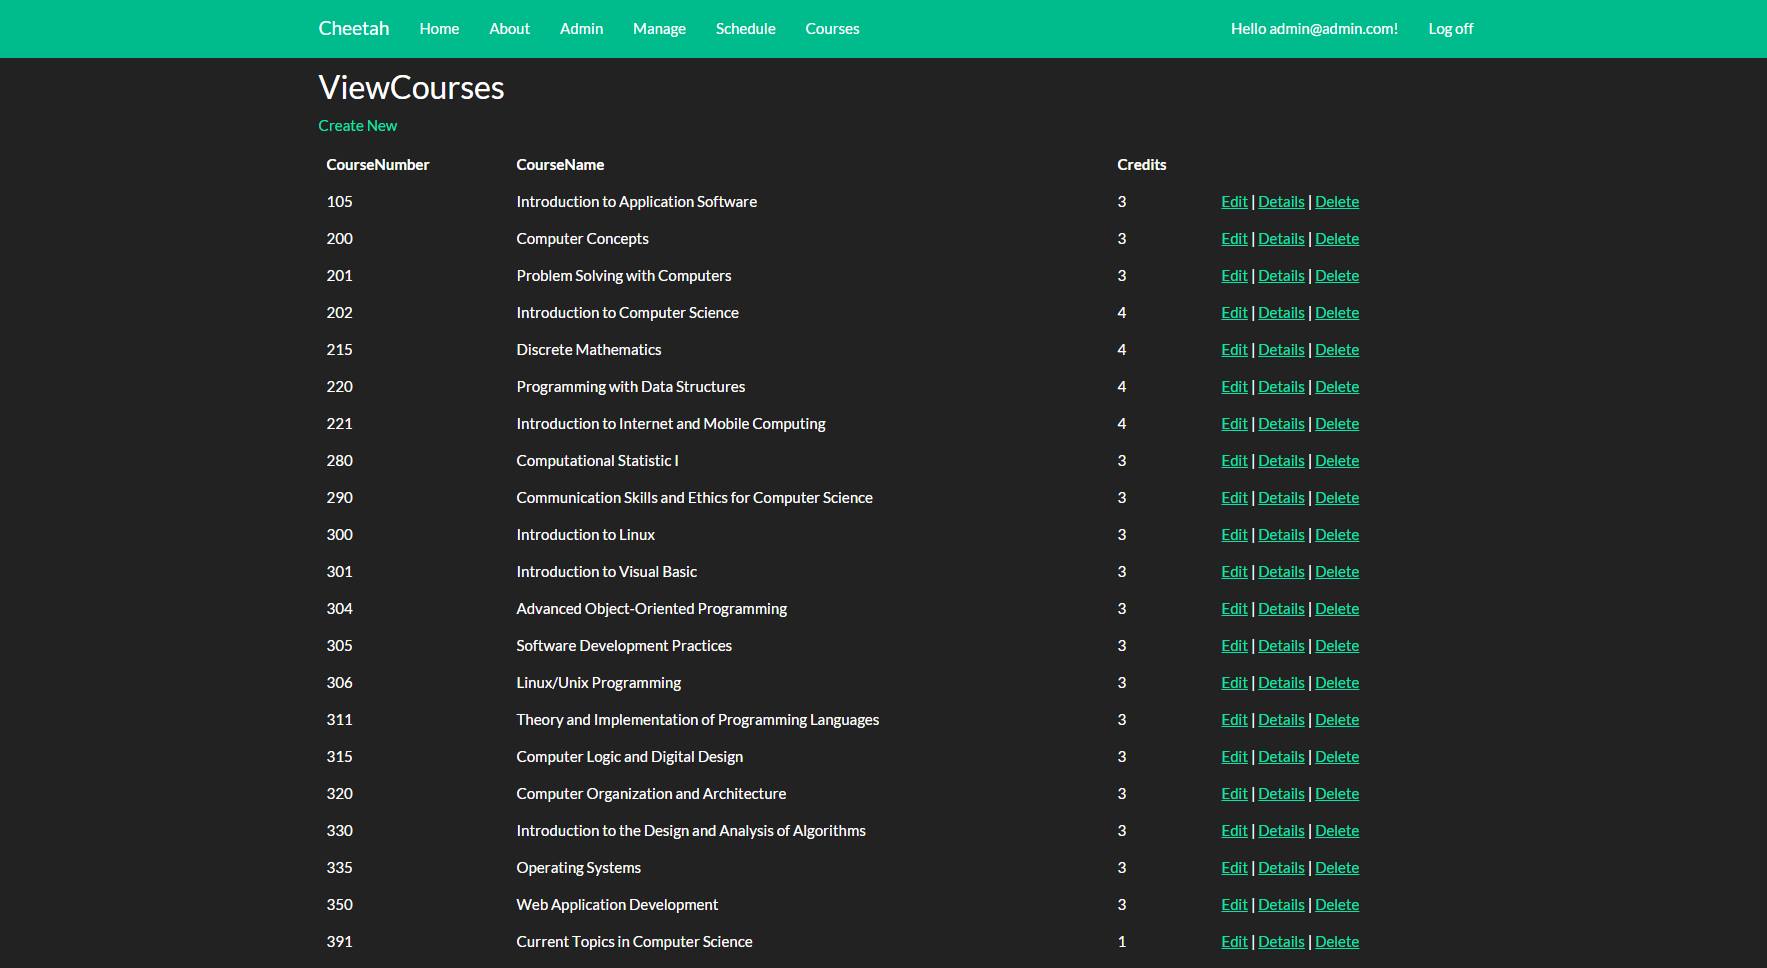 Cheetah Home About Admin Manage Schedule Courses Hello admin@admin.com! Log off
ViewCourses
Create New
CourseNumber CourseName Credits
105 Introduction to Application Software 3 Edit | Details | Delete
200 Computer Concepts 3 Edit | Details | Delete
201 Problem Solving with Computers 3 Edit | Details | Delete
202 Introduction to Computer Science 4 Edit | Details | Delete
215 Discrete Mathematics 4 Edit | Details | Delete
220 Programming with Data Structures 4 Edit | Details | Delete
221 Introduction to Internet and Mobile Computing 4 Edit | Details | Delete
280 Computational Statistic I 3 Edit | Details | Delete
290 Communication Skills and Ethics for Computer Science 3 Edit | Details | Delete
300 Introduction to Linux 3 Edit | Details | Delete
301 Introduction to Visual Basic 3 Edit | Details | Delete
304 Advanced Object-Oriented Programming 3 Edit | Details | Delete
305 Software Development Practices 3 Edit | Details | Delete
306 Linux/Unix Programming 3 Edit | Details | Delete
311 Theory and Implementation of Programming Languages 3 Edit | Details | Delete
315 Computer Logic and Digital Design 3 Edit | Details | Delete
320 Computer Organization and Architecture 3 Edit | Details | Delete
330 Introduction to the Design and Analysis of Algorithms 3 Edit | Details | Delete
335 Operating Systems 3 Edit | Details | Delete
350 Web Application Development 3 Edit | Details | Delete
391 Current Topics in Computer Science 1 Edit | Details | Delete